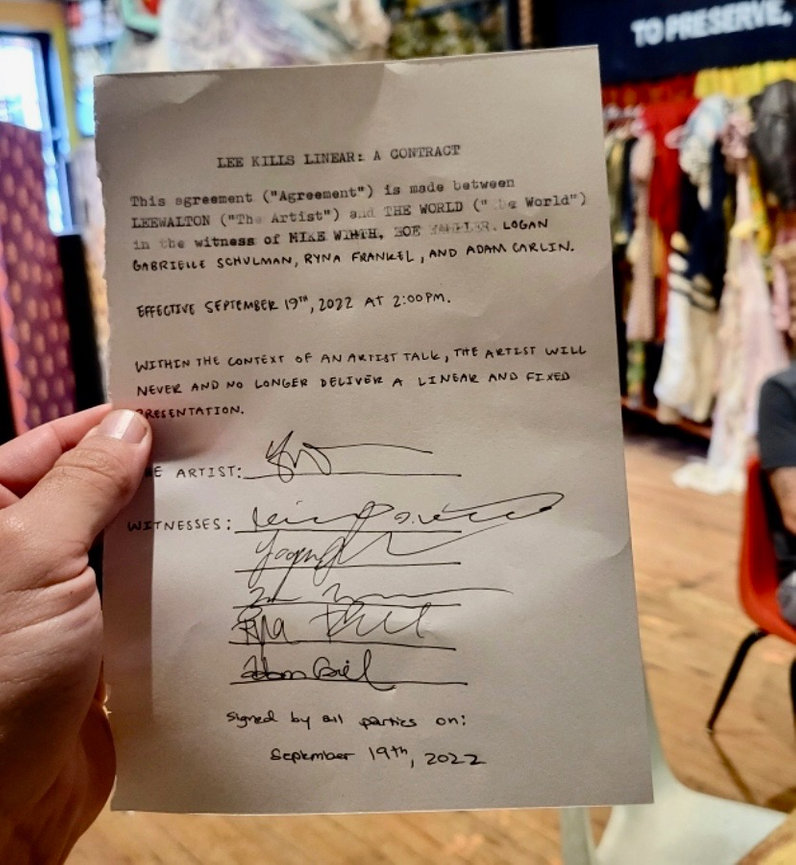 TO PRESERVE,
LEE KILLS LINEAR: A CONTRACT
This agreement ("Agreement") is made between
LEEWALTON ("The Artist") and THE WORLD (" he World")
in the witness of MIKE WIRTH, ZOE LOGAN
GABRIELLE SCHULMAN, RYNA FRANKEL, AND ADAM CARLIN.
EFFECTIVE SEPTEMBER 19TH, 2022 AT 2:00PM.
WITHIN THE CONTEXT OF AN ARTIST TALK, THE ARTIST WILL
NEVER AND NO LONGER DELIVER A LINEAR AND FIXED
PRESENTATION.
E ARTIST:
WITNESSES:
signed by all parties on:
September 19th, 2022